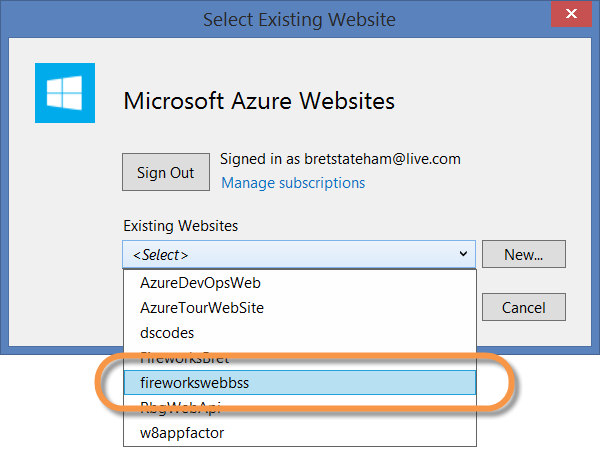 Select Existing Website
Microsoft Azure Websites
Sign Out
Signed in as bretstateham@live.com
Manage subscriptions
Existing Websites
<Select>
New...
AzureDevOpsWeb
AzureTourWebSite
Cancel
dscodes
FireworksBret
fireworkswebbss
RbgWebApi
w8appfactor